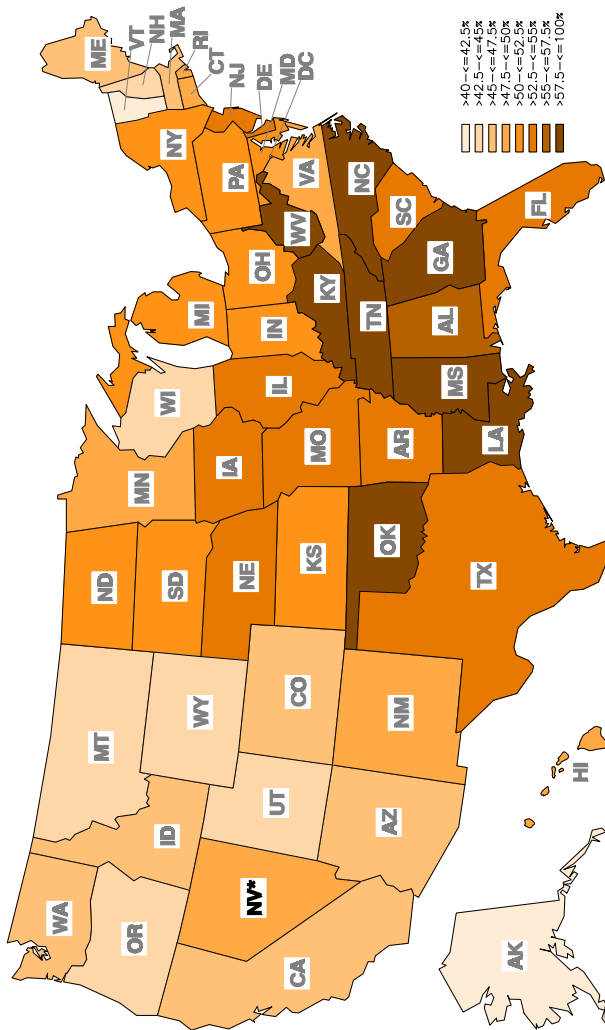 WA
ME
MT
ND
VT
OR
MN
NH
ID
WI
NY
SD
MA
RI
WY
MI
CT
IA
PA
NJ
NE
NV*
OH
DE
UT
IN
IL
MD
CA
CO
WV
DC
VA
KS
MO
KY
NC
TN
AZ
OK
NM
AR
SC
GA
AL
MS
TX
LA
>40-<=42.5%
>42.5-<=45%
>45-<=47.5%
>47.5-<=50%
>50-<=52.5%
>52.5-<=55%
>55-<=57.5%
>57.5-<=100%
AK
FL
HI